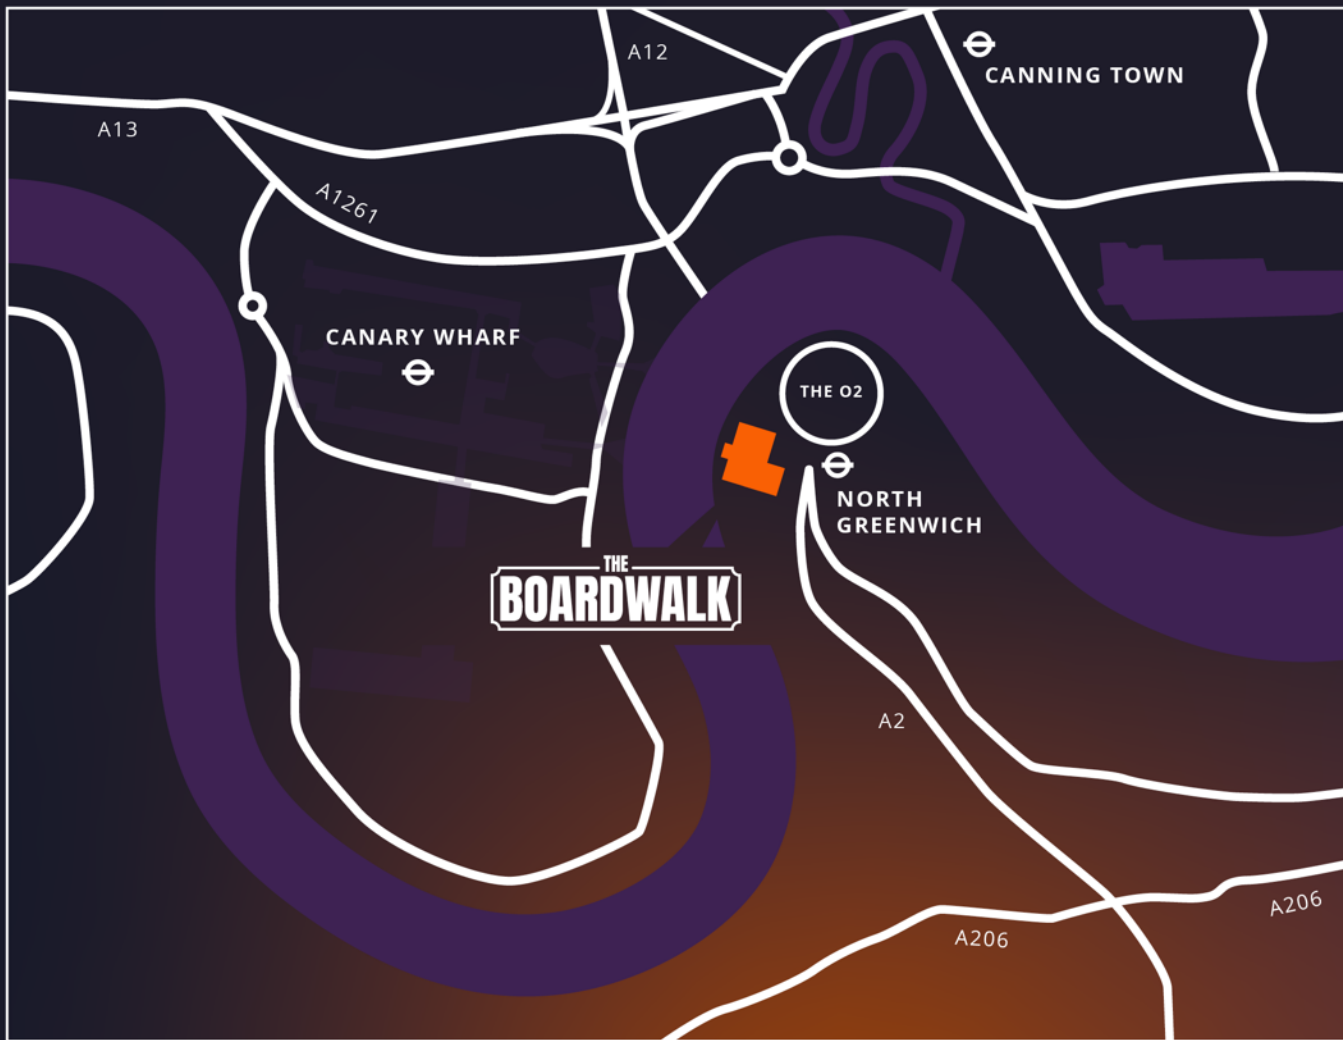 A12
CANNING TOWN
A13
A1261
CANARY WHARF
THE O2
NORTH
GREENWICH
THE
BOARDWALK
A2
A206
A206